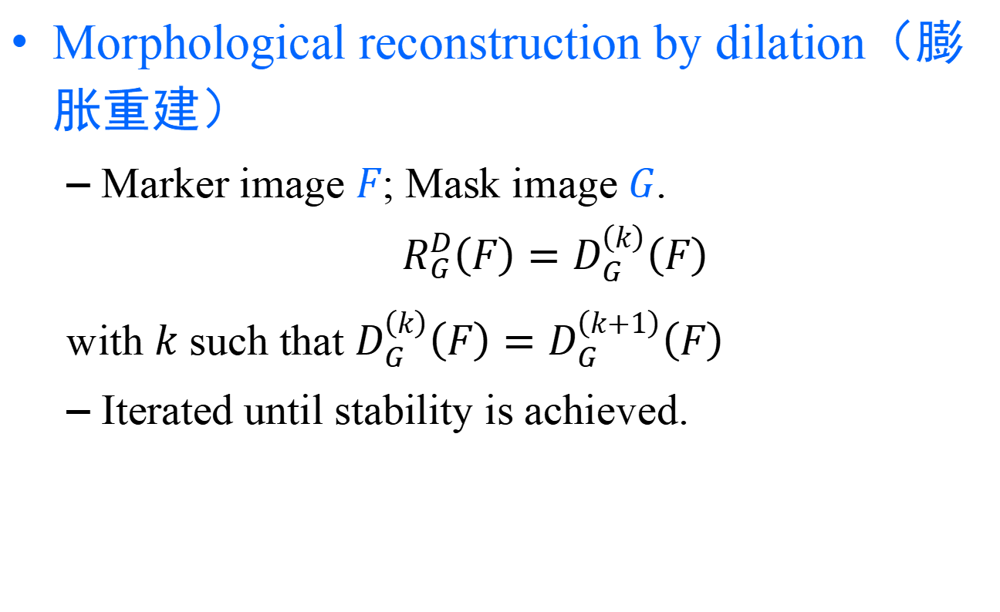 • Morphological reconstruction by dilation（膨
胀重建）
– Marker image F; Mask image G.
R_G^D(F) = D_G^{(k)}(F)
with k such that D_G^{(k)}(F) = D_G^{(k+1)}(F)
– Iterated until stability is achieved.